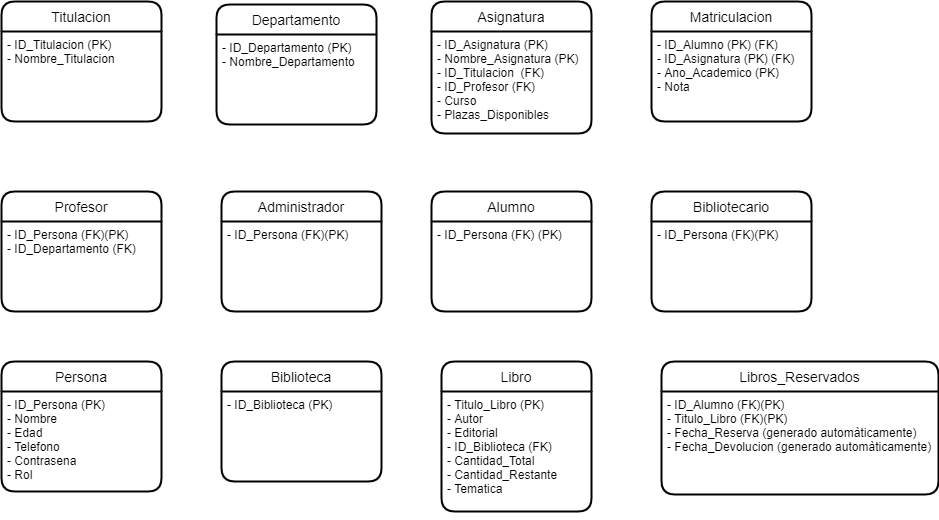 Titulacion
- ID_Titulacion (PK)
- Nombre_Titulacion
Departamento
- ID_Departamento (PK)
- Nombre_Departamento
Asignatura
- ID_Asignatura (PK)
- Nombre_Asignatura (PK)
- ID_Titulacion  (FK)
- ID_Profesor (FK)
- Curso
- Plazas_Disponibles
Matriculacion
- ID_Alumno (PK) (FK)
- ID_Asignatura (PK) (FK)
- Ano_Academico (PK)
- Nota
Profesor
- ID_Persona (FK)(PK)
- ID_Departamento (FK)
Administrador
- ID_Persona (FK)(PK)
Alumno
- ID_Persona (FK) (PK)
Bibliotecario
- ID_Persona (FK)(PK)
Persona
- ID_Persona (PK)
- Nombre
- Edad
- Telefono
- Contrasena
- Rol
Biblioteca
- ID_Biblioteca (PK)
Libro
- Titulo_Libro (PK)
- Autor
- Editorial
- ID_Biblioteca (FK)
- Cantidad_Total
- Cantidad_Restante
- Tematica
Libros_Reservados
- ID_Alumno (FK)(PK)
- Titulo_Libro (FK)(PK)
- Fecha_Reserva (generado automàticamente)
- Fecha_Devolucion (generado automàticamente)